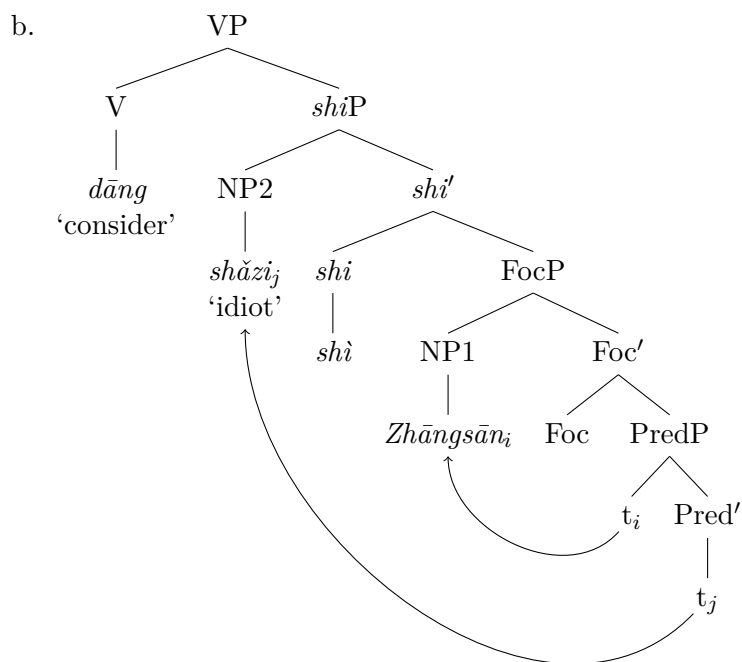 b. VP
V shiP
dāng NP2 shi′
‘consider’
shǎzij shi FocP
‘idiot’
shì NP1 Foc′
Zhāngsāni Foc PredP
ti Pred′
tj